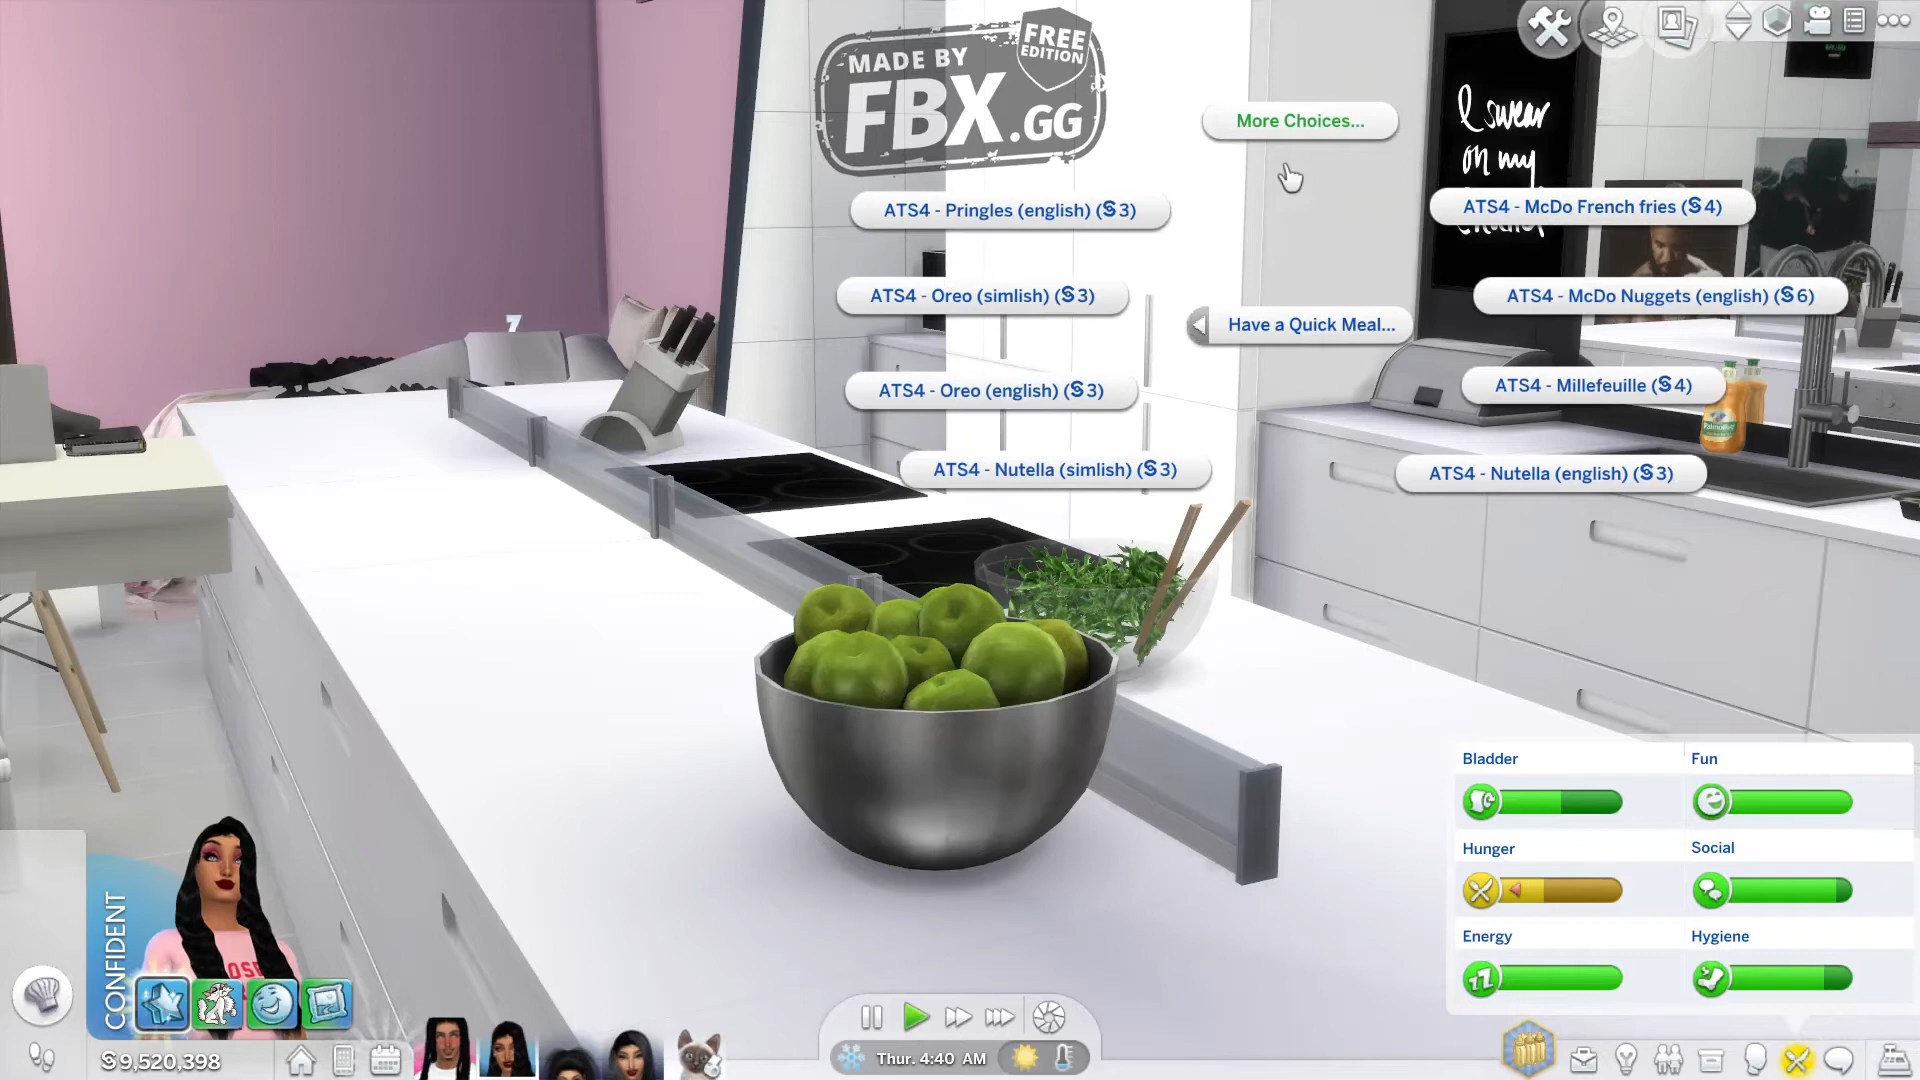 MADE BY
FREE
EDITION
FBX.GG
More Choices...
I swear
on my
ATS4 - Pringles (english) (§3)
ATS4 - McDo French fries (§4)
ATS4 - Oreo (simlish) (§3)
ATS4 - McDo Nuggets (english) (§6)
Have a Quick Meal...
ATS4 - Oreo (english) (§3)
ATS4 - Millefeuille (§4)
Palmolive
ATS4 - Nutella (simlish) (§3)
ATS4 - Nutella (english) (§3)
Bladder
Fun
Hunger
Social
Energy
Hygiene
CONFIDENT
§9,520,398
Thur. 4:40 AM